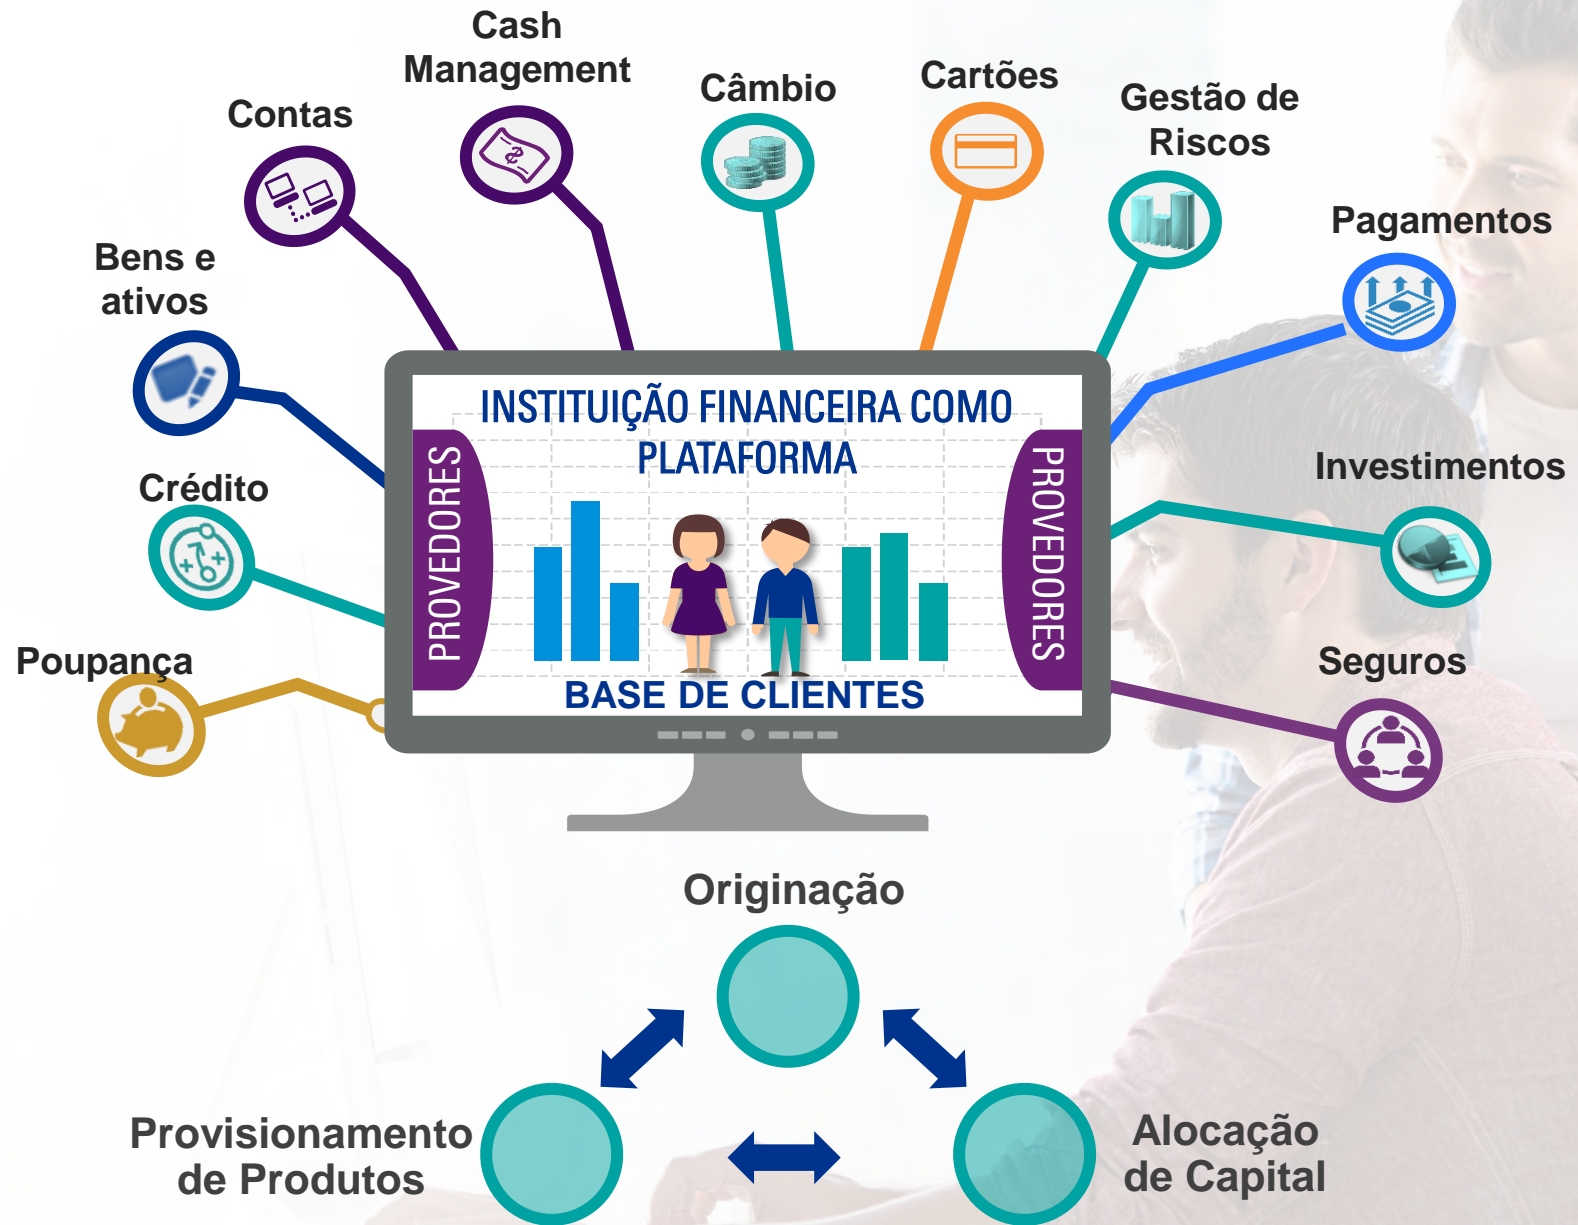 Cash
Management
Câmbio
Cartões
Gestão de
Riscos
Contas
Pagamentos
Bens e
ativos
Investimentos
Crédito
Seguros
Poupança
INSTITUIÇÃO FINANCEIRA COMO
PLATAFORMA
PROVEDORES
PROVEDORES
BASE DE CLIENTES
Originação
Provisionamento
de Produtos
Alocação
de Capital